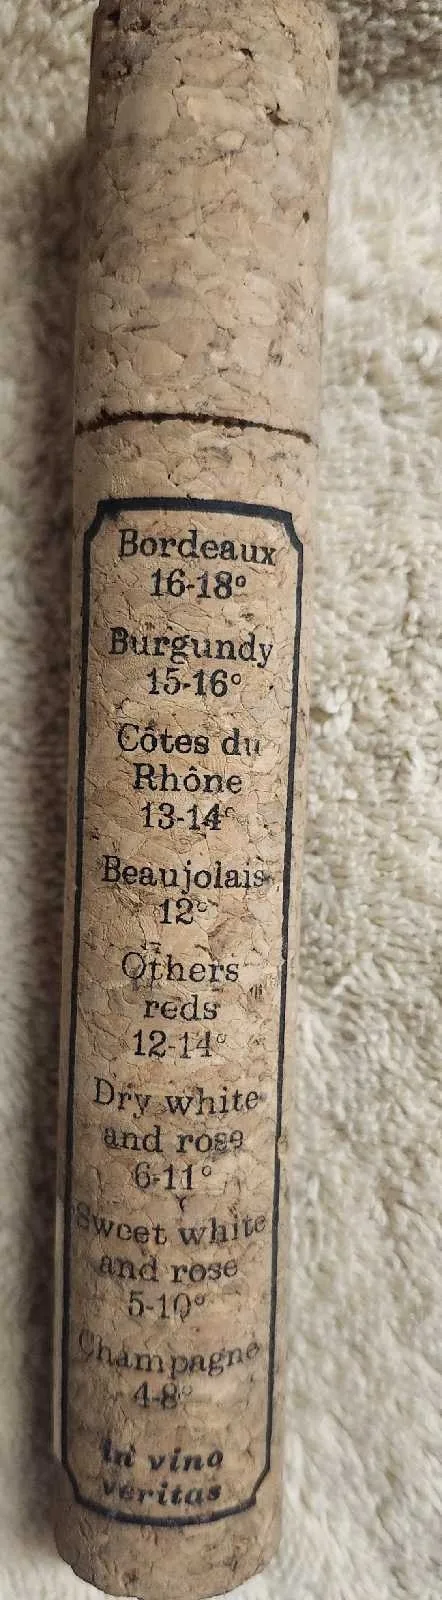 Bordeaux
16-18°
Burgundy
15-16°
Côtes du
Rhône
13-14°
Beaujolais
12°
Others
reds
12-14°
Dry white
and rose
6-11°
Sweet white
and rose
5-10°
Champagne
4-8°
in vino
veritas